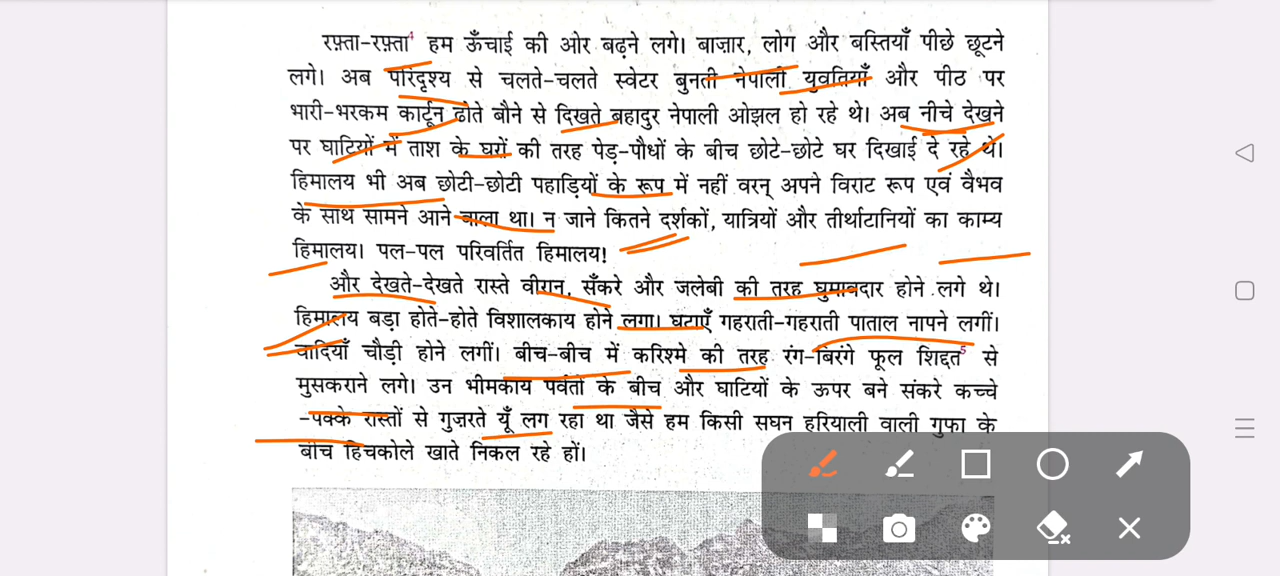 रफ़्ता-रफ़्ता⁴ हम ऊँचाई की ओर बढ़ने लगे। बाज़ार, लोग और बस्तियाँ पीछे छूटने
लगे। अब परिदृश्य से चलते-चलते स्वेटर बुनती नेपाली युवतियाँ और पीठ पर
भारी-भरकम कार्टून ढोते बौने से दिखते बहादुर नेपाली ओझल हो रहे थे। अब नीचे देखने
पर घाटियों में ताश के घरों की तरह पेड़-पौधों के बीच छोटे-छोटे घर दिखाई दे रहे थे।
हिमालय भी अब छोटी-छोटी पहाड़ियों के रूप में नहीं वरन् अपने विराट रूप एवं वैभव
के साथ सामने आने वाला था। न जाने कितने दर्शकों, यात्रियों और तीर्थाटानियों का काम्य
हिमालय। पल-पल परिवर्तित हिमालय!
और देखते-देखते रास्ते वीरान, सँकरे और जलेबी की तरह घुमावदार होने लगे थे।
हिमालय बड़ा होते-होते विशालकाय होने लगा। घटाएँ गहराती-गहराती पाताल नापने लगीं।
वादियाँ चौड़ी होने लगीं। बीच-बीच में करिश्मे की तरह रंग-बिरंगे फूल शिद्दत⁵ से
मुसकराने लगे। उन भीमकाय पर्वतों के बीच और घाटियों के ऊपर बने संकरे कच्चे
-पक्के रास्तों से गुज़रते यूँ लग रहा था जैसे हम किसी सघन हरियाली वाली गुफा के
बीच हिचकोले खाते निकल रहे हों।